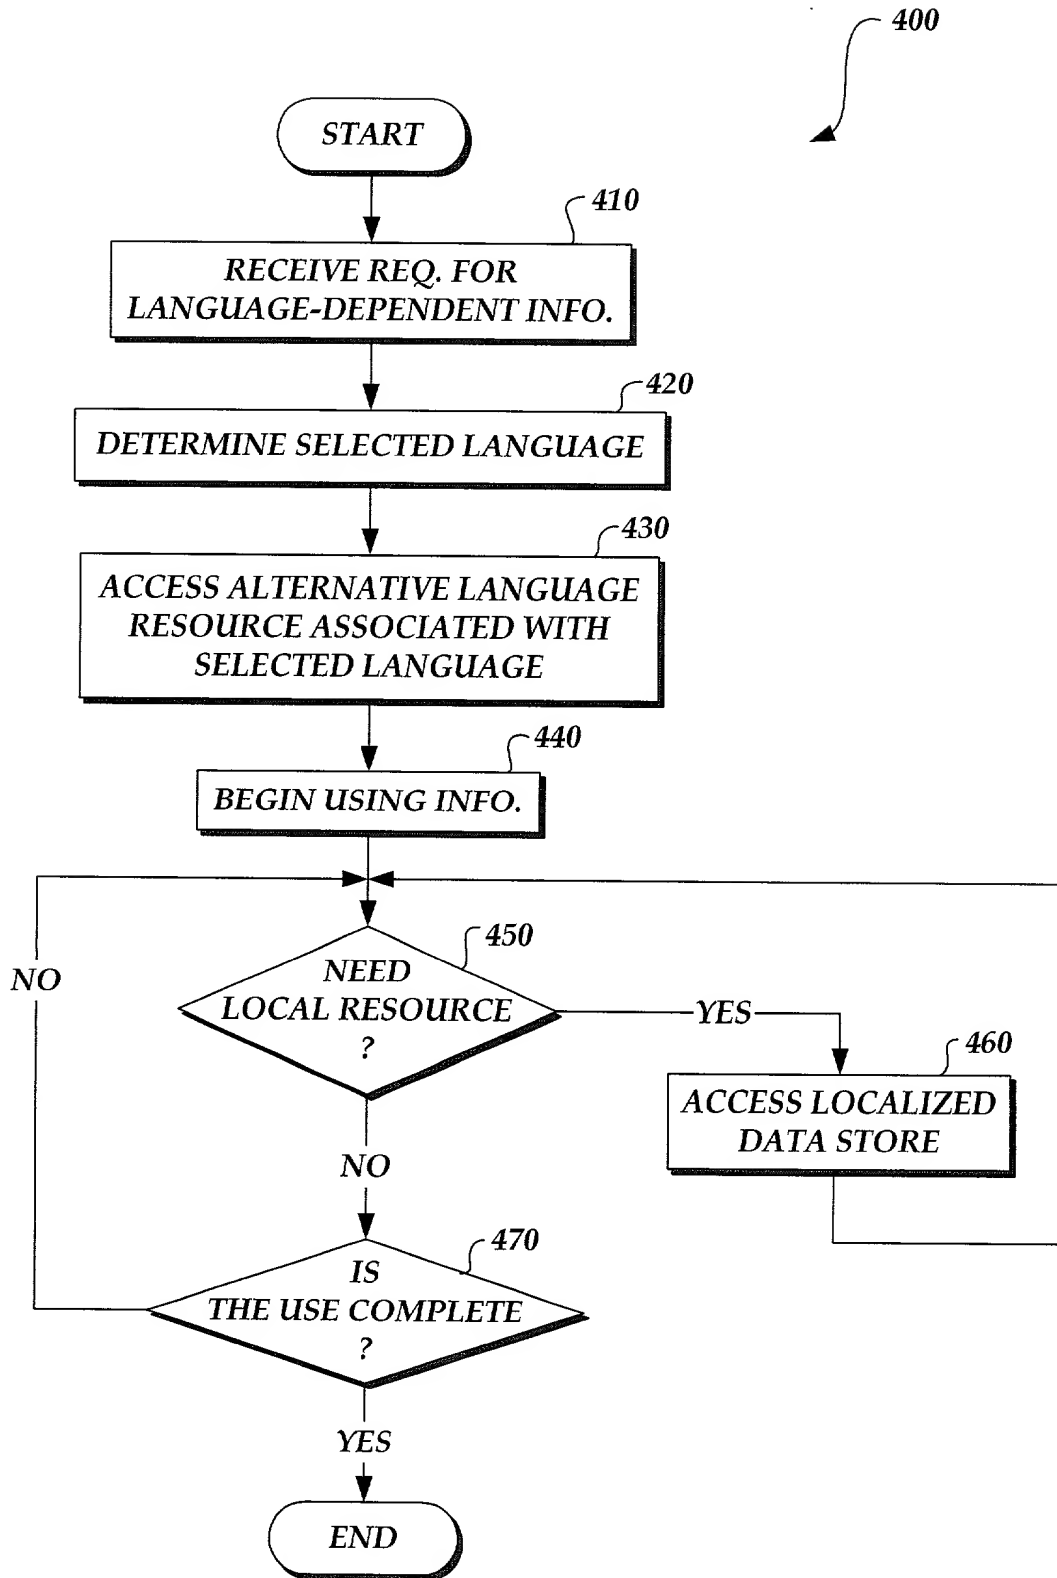 400
START
410
RECEIVE REQ. FOR
LANGUAGE-DEPENDENT INFO.
420
DETERMINE SELECTED LANGUAGE
430
ACCESS ALTERNATIVE LANGUAGE
RESOURCE ASSOCIATED WITH
SELECTED LANGUAGE
440
BEGIN USING INFO.
450
NEED
LOCAL RESOURCE
?
NO
YES
460
ACCESS LOCALIZED
DATA STORE
NO
470
IS
THE USE COMPLETE
?
YES
END